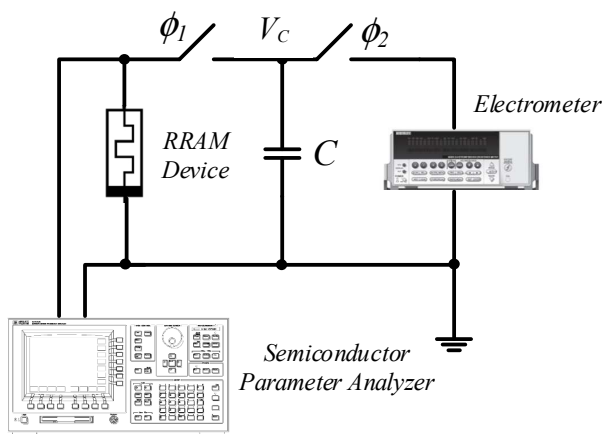 ϕ1
VC
ϕ2
Electrometer
RRAM
Device
C
Semiconductor
Parameter Analyzer